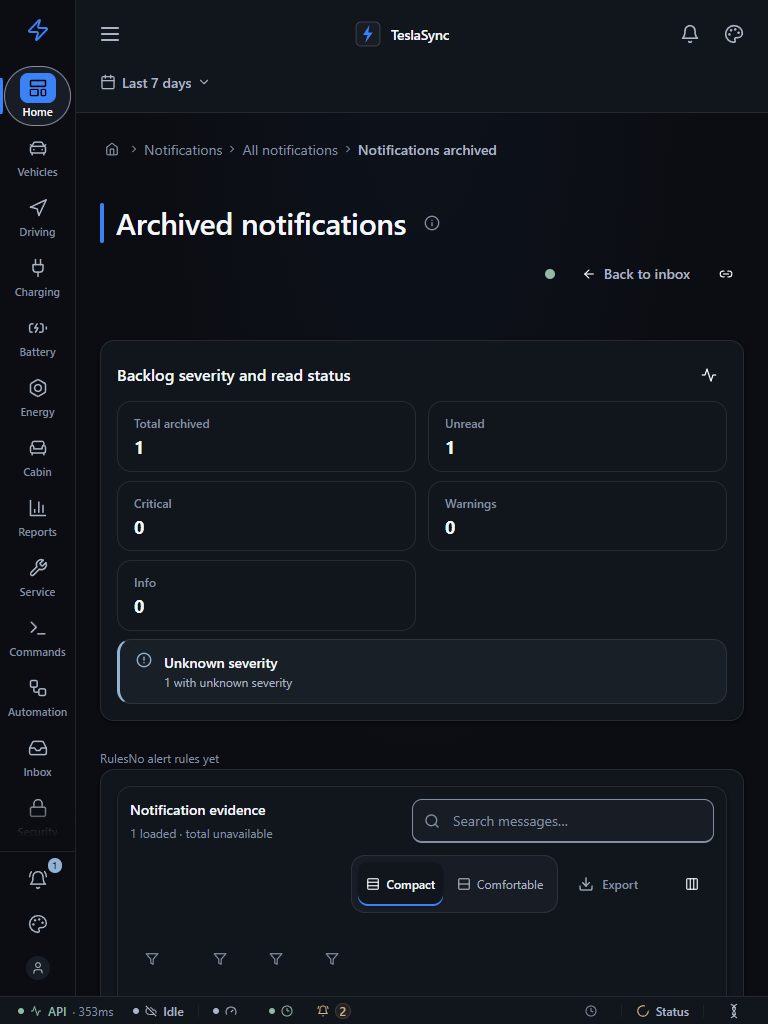 TeslaSync
Last 7 days
Home
Vehicles
Driving
Charging
Battery
Energy
Cabin
Reports
Service
Commands
Automation
Inbox
Security
1
Notifications > All notifications > Notifications archived
Archived notifications
Back to inbox
Backlog severity and read status
Total archived
1
Unread
1
Critical
0
Warnings
0
Info
0
Unknown severity
1 with unknown severity
RulesNo alert rules yet
Notification evidence
1 loaded · total unavailable
Search messages...
Compact
Comfortable
Export
API · 353ms
Idle
2
Status